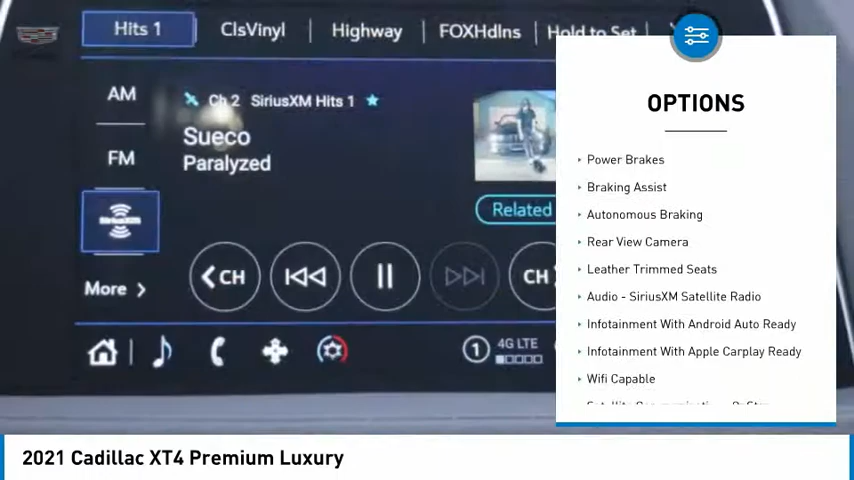 Hits 1
ClsVinyl
Highway
FOXHdlns
Hold to Set
AM
FM
SiriusXM
More >
Ch 2 SiriusXM Hits 1
Sueco
Paralyzed
Related
CH
CH
1 4G LTE
OPTIONS
Power Brakes
Braking Assist
Autonomous Braking
Rear View Camera
Leather Trimmed Seats
Audio - SiriusXM Satellite Radio
Infotainment With Android Auto Ready
Infotainment With Apple Carplay Ready
Wifi Capable
2021 Cadillac XT4 Premium Luxury